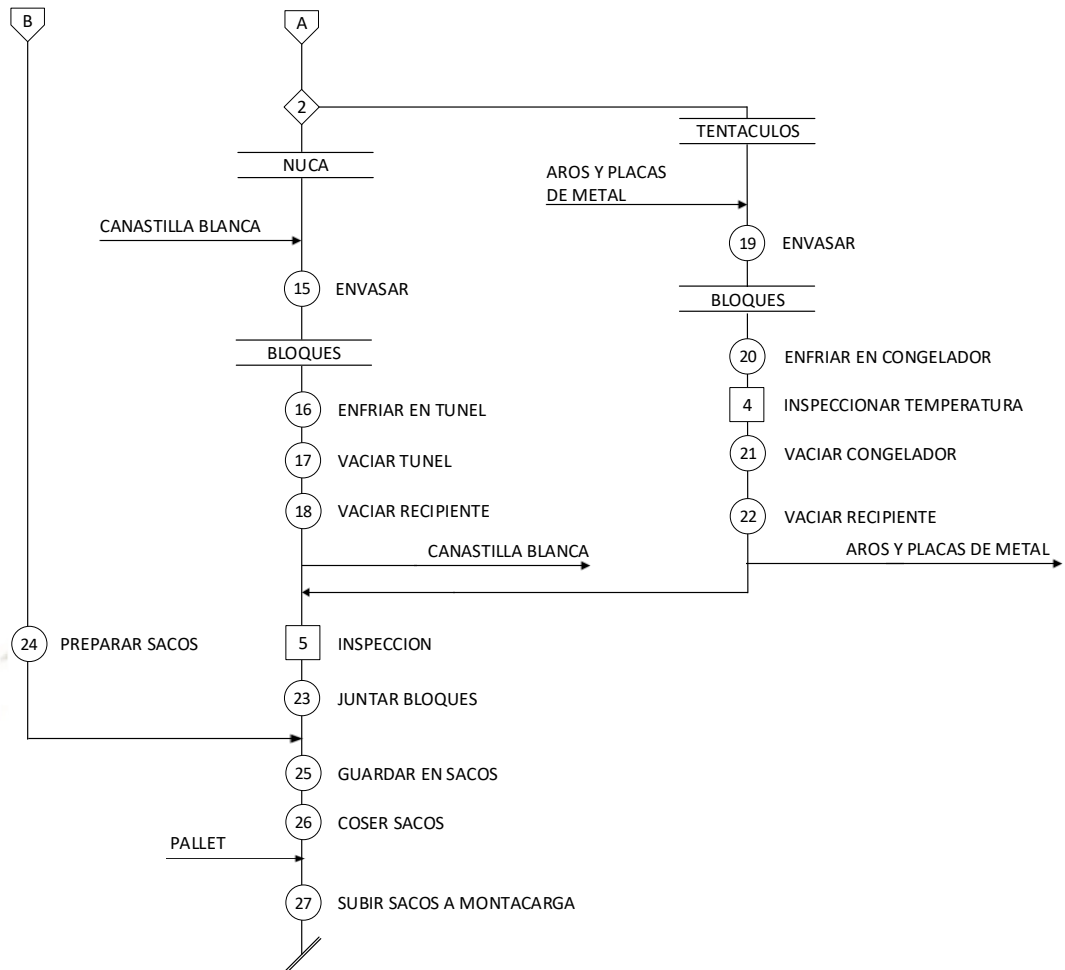 B
A
2
TENTACULOS
NUCA
AROS Y PLACAS
DE METAL
CANASTILLA BLANCA
19 ENVASAR
15 ENVASAR
BLOQUES
BLOQUES
20 ENFRIAR EN CONGELADOR
16 ENFRIAR EN TUNEL
4 INSPECCIONAR TEMPERATURA
17 VACIAR TUNEL
21 VACIAR CONGELADOR
18 VACIAR RECIPIENTE
22 VACIAR RECIPIENTE
CANASTILLA BLANCA
AROS Y PLACAS DE METAL
24 PREPARAR SACOS
5 INSPECCION
23 JUNTAR BLOQUES
25 GUARDAR EN SACOS
26 COSER SACOS
PALLET
27 SUBIR SACOS A MONTACARGA